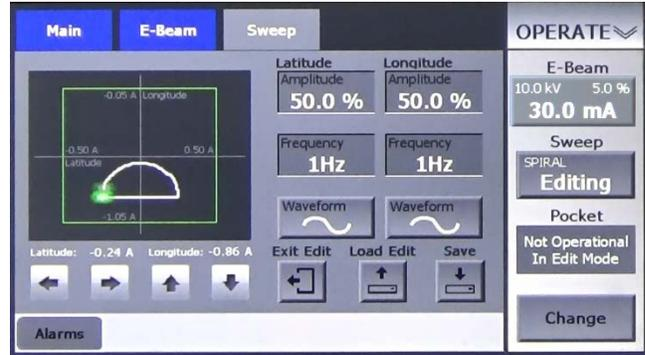 Main
E-Beam
Sweep
OPERATE
-0.05 A Longitude
-0.50 A
0.50 A
Latitude
-1.05 A
Latitude: -0.24 A Longitude: -0.86 A
Latitude
Longitude
Amplitude
50.0 %
Amplitude
50.0 %
Frequency
1Hz
Frequency
1Hz
Waveform
Waveform
Exit Edit
Load Edit
Save
E-Beam
10.0 kV 5.0 %
30.0 mA
Sweep
SPIRAL
Editing
Pocket
Not Operational
In Edit Mode
Change
Alarms